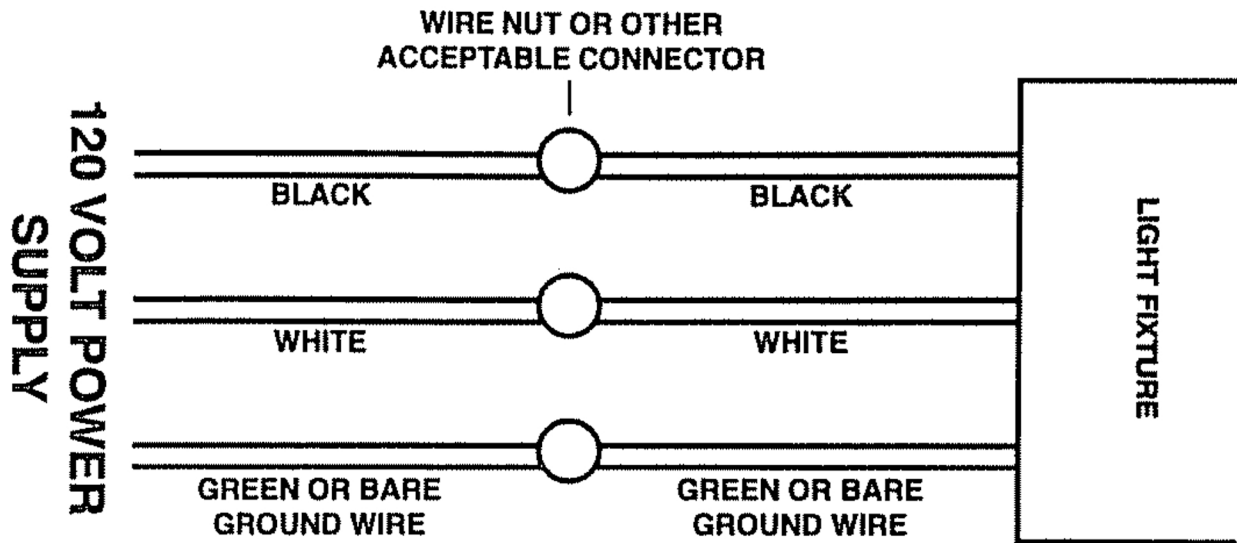 WIRE NUT OR OTHER
ACCEPTABLE CONNECTOR
120 VOLT POWER
SUPPLY
BLACK
BLACK
WHITE
WHITE
GREEN OR BARE
GROUND WIRE
GREEN OR BARE
GROUND WIRE
LIGHT FIXTURE